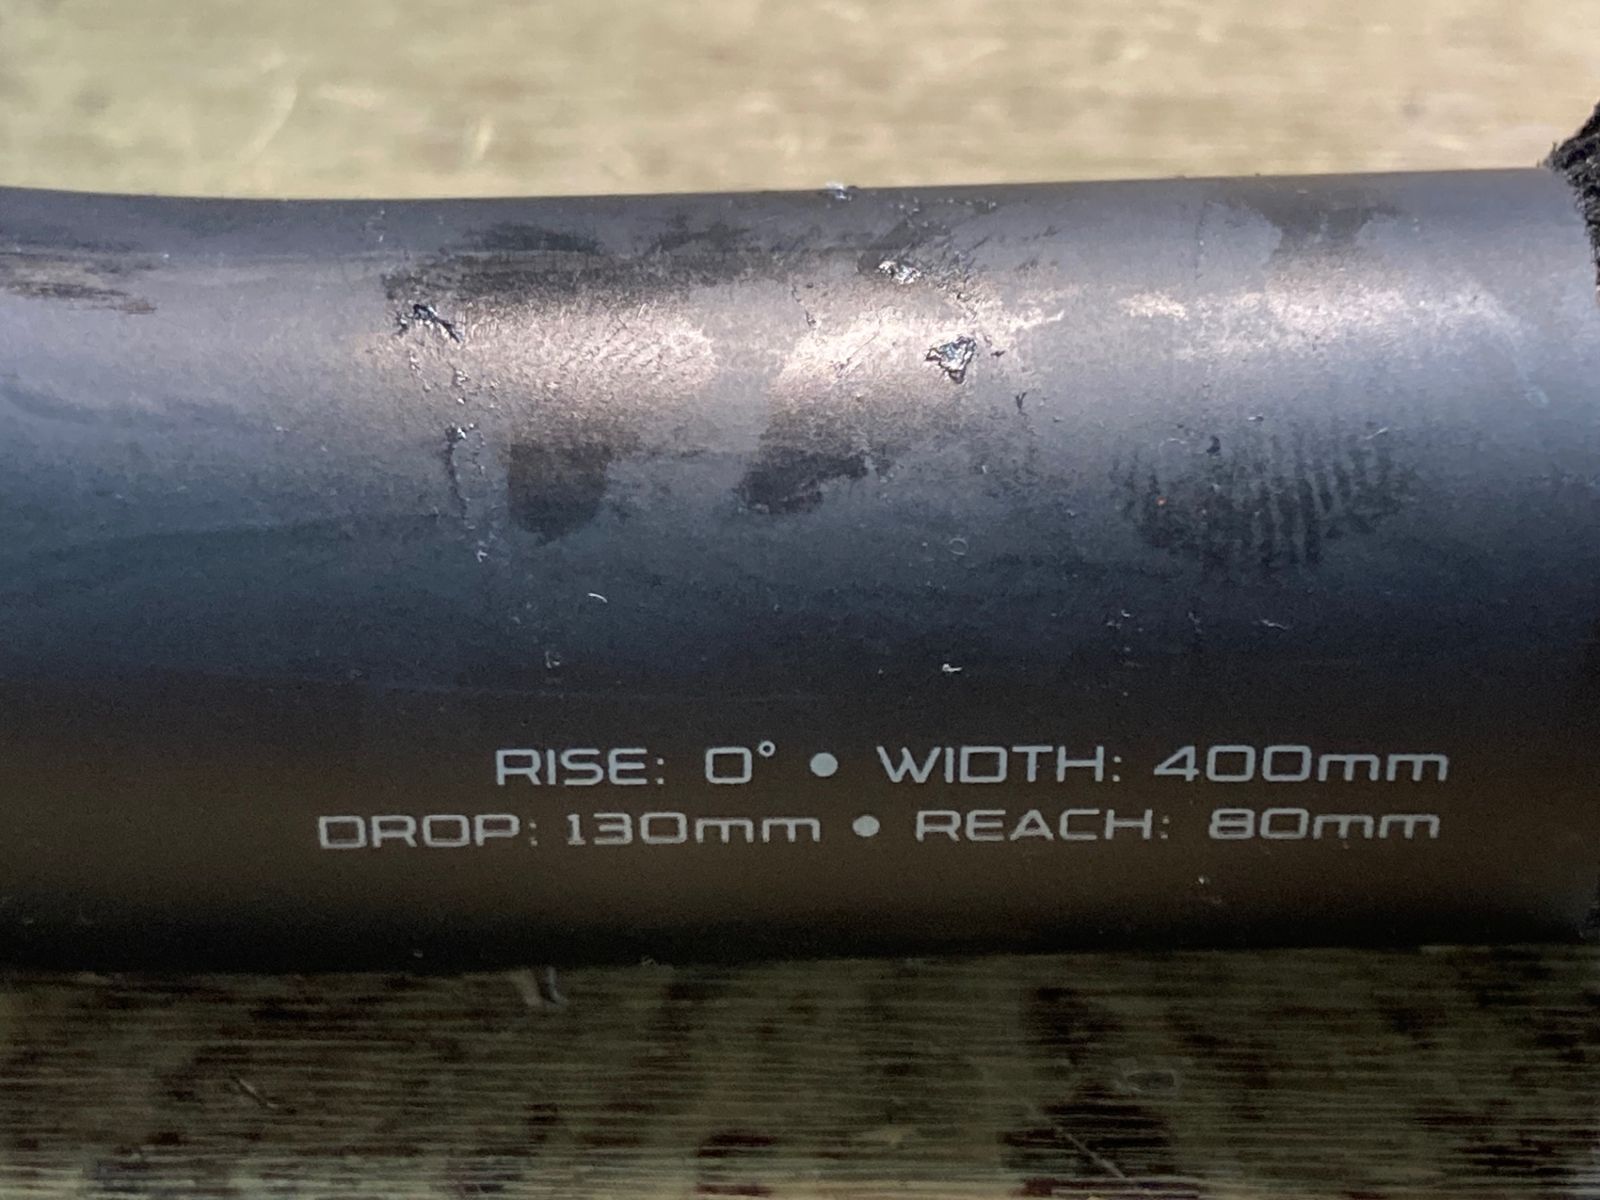 RISE: 0° • WIDTH: 400mm
DROP: 130mm • REACH: 80mm